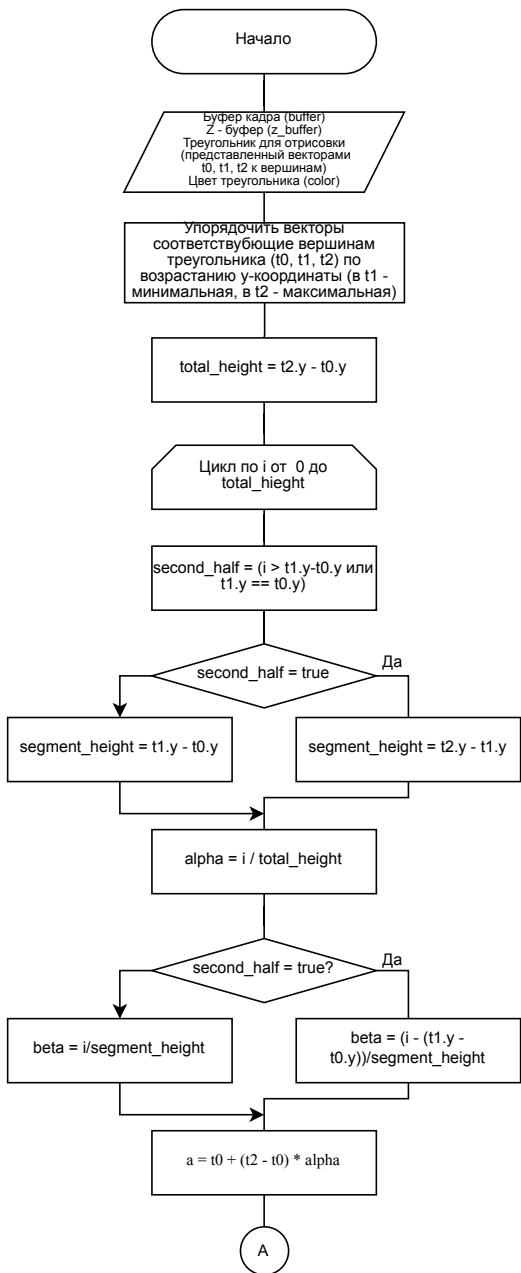 Начало
Буфер кадра (buffer)
Z - буфер (z_buffer)
Треугольник для отрисовки
(представленный векторами
t0, t1, t2 к вершинам)
Цвет треугольника (color)
Упорядочить векторы
соответствубющие вершинам
треугольника (t0, t1, t2) по
возрастанию y-координаты (в t1 -
минимальная, в t2 - максимальная)
total_height = t2.y - t0.y
Цикл по i от 0 до
total_hieght
second_half = (i > t1.y-t0.y или
t1.y == t0.y)
second_half = true
Да
segment_height = t1.y - t0.y
segment_height = t2.y - t1.y
alpha = i / total_height
second_half = true?
Да
beta = i/segment_height
beta = (i - (t1.y -
t0.y))/segment_height
a = t0 + (t2 - t0) * alpha
A